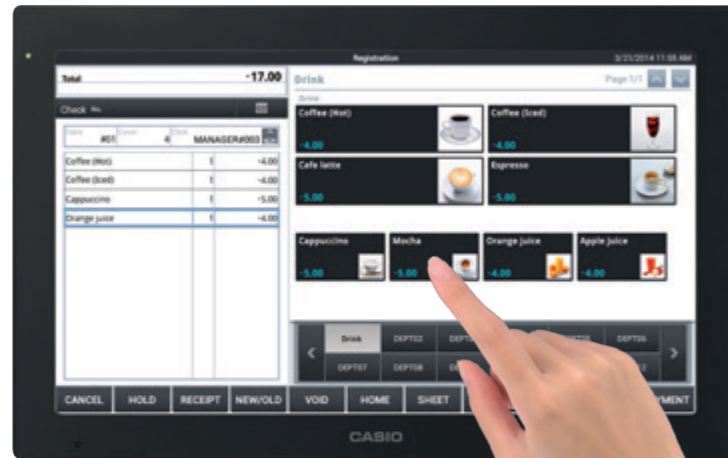 Registration
3/21/2014 11:58 AM
Total
-17.00
Drink
Page 1/1
Check No.
Drink
Coffee (Hot)
-4.00
Coffee (Iced)
-4.00
#01
4
MANAGER#003
Cafe latte
-5.00
Espresso
-5.00
Coffee (Hot) 1 -4.00
Coffee (Iced) 1 -4.00
Cappuccino 1 -5.00
Orange juice 1 -4.00
Cappuccino
-5.00
Mocha
-5.00
Orange juice
-4.00
Apple juice
-4.00
Drink DEPT02 DEPT06
DEPT07 DEPT08
CANCEL HOLD RECEIPT NEW/OLD VOID HOME SHEET
CASIO